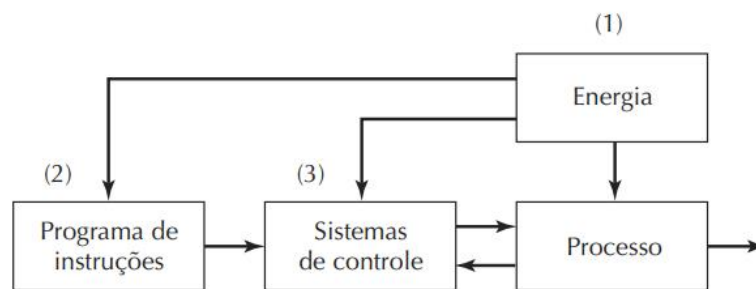 (1)
Energia
(2)
(3)
Programa de
instruções
Sistemas
de controle
Processo